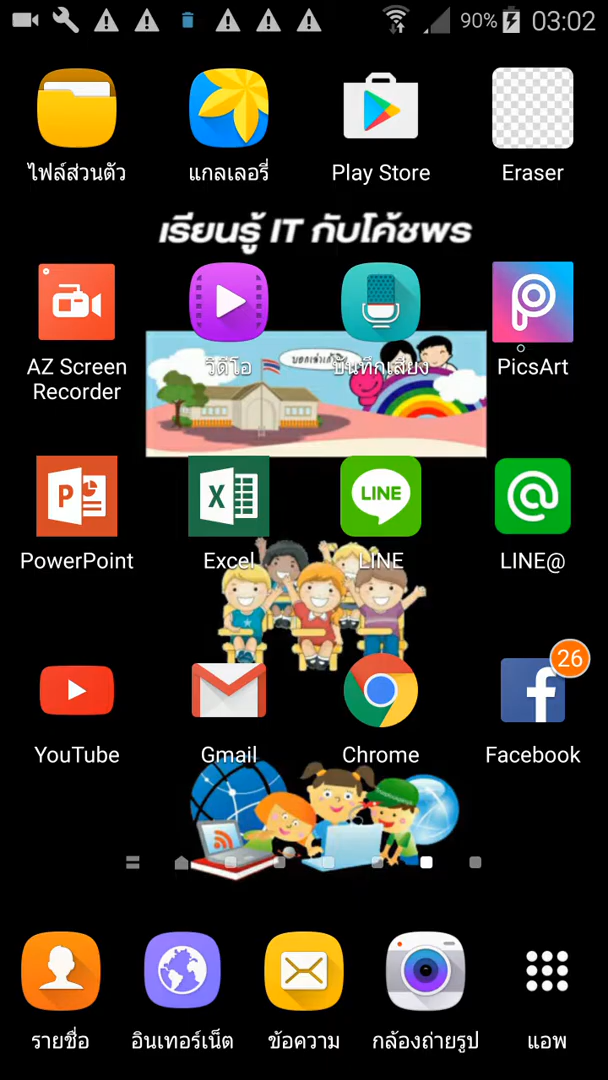 90% 03:02
ไฟล์ส่วนตัว แกลเลอรี่ Play Store Eraser
เรียนรู้ IT กับโค้ชพร
AZ Screen Recorder วิดีโอ บันทึกเสียง PicsArt
PowerPoint Excel LINE LINE@
26
YouTube Gmail Chrome Facebook
รายชื่อ อินเทอร์เน็ต ข้อความ กล้องถ่ายรูป แอพ